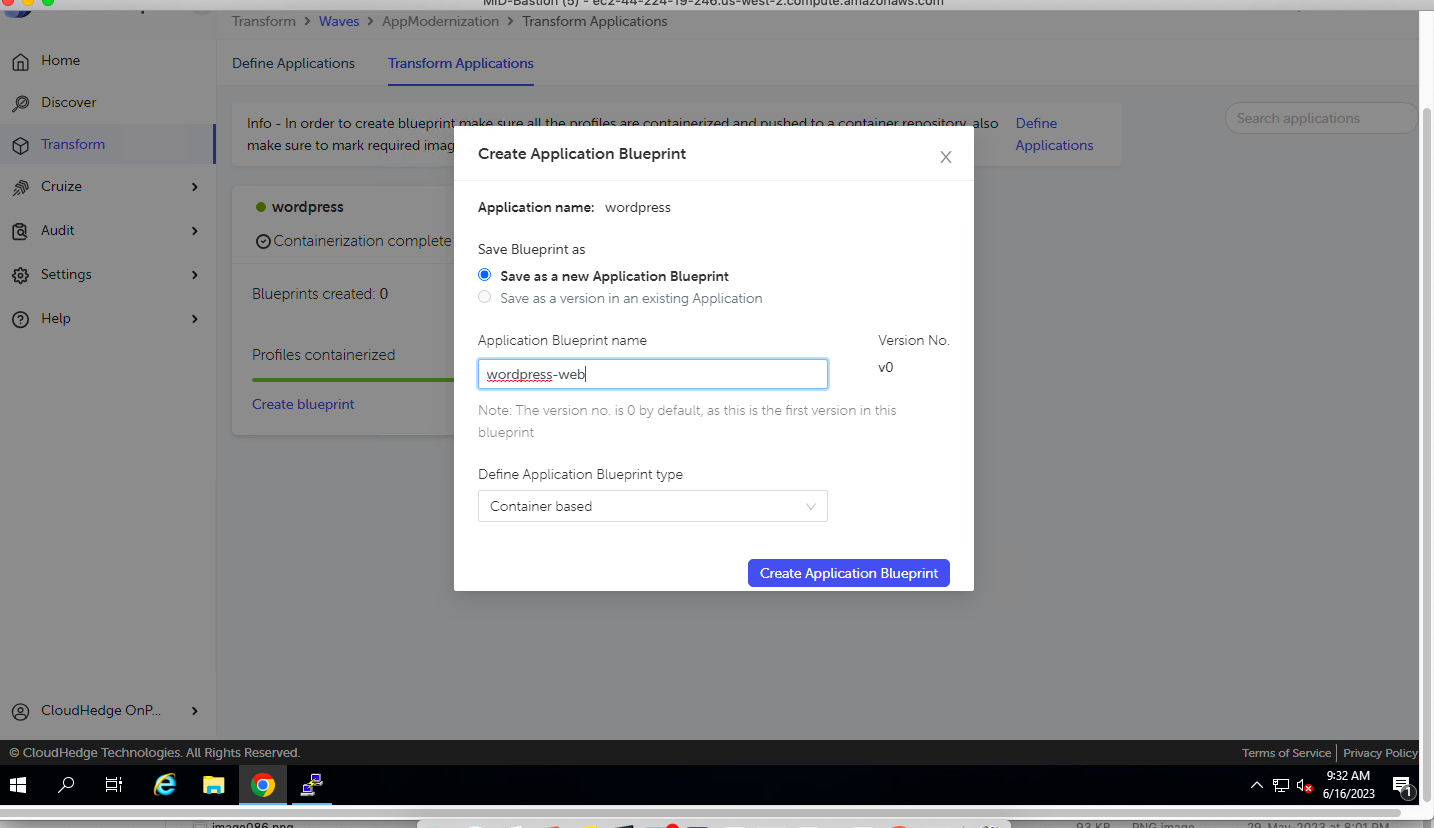 MID-Bastion (5) - ec2-44-224-19-246.us-west-2.compute.amazonaws.com
Transform > Waves > AppModernization > Transform Applications
Home
Discover
Transform
Cruize
Audit
Settings
Help
CloudHedge OnP...
Define Applications
Transform Applications
Info - In order to create blueprint make sure all the profiles are containerized and pushed to a container repository, also
make sure to mark required imag
Define
Applications
Search applications
wordpress
Containerization complete
Blueprints created: 0
Profiles containerized
Create blueprint
Create Application Blueprint
Application name: wordpress
Save Blueprint as
Save as a new Application Blueprint
Save as a version in an existing Application
Application Blueprint name
Version No.
wordpress-web
v0
Note: The version no. is 0 by default, as this is the first version in this
blueprint
Define Application Blueprint type
Container based
Create Application Blueprint
© CloudHedge Technologies. All Rights Reserved.
Terms of Service
Privacy Policy
9:32 AM
6/16/2023
1
image086.png
93 KB
PNG image
29-May-2023 at 8:01 PM